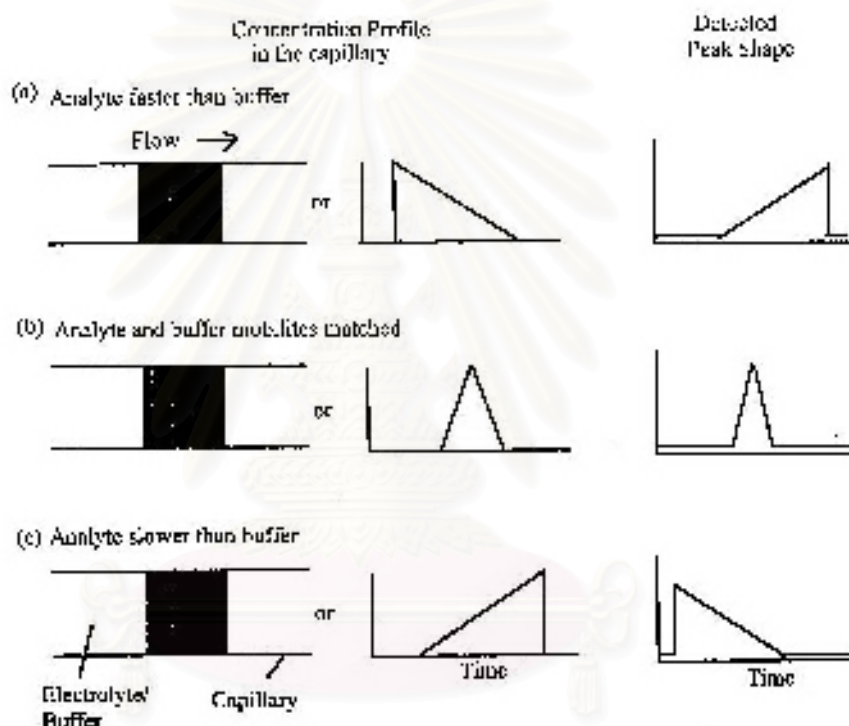 Concentration Profile
in the capillary
Detected
Peak Shape
(a) Analyte faster than buffer
Flow
or
(b) Analyte and buffer mobilites matched
or
(c) Analyte slower than buffer
or
Time
Time
Electrolyte/
Buffer
Capillary